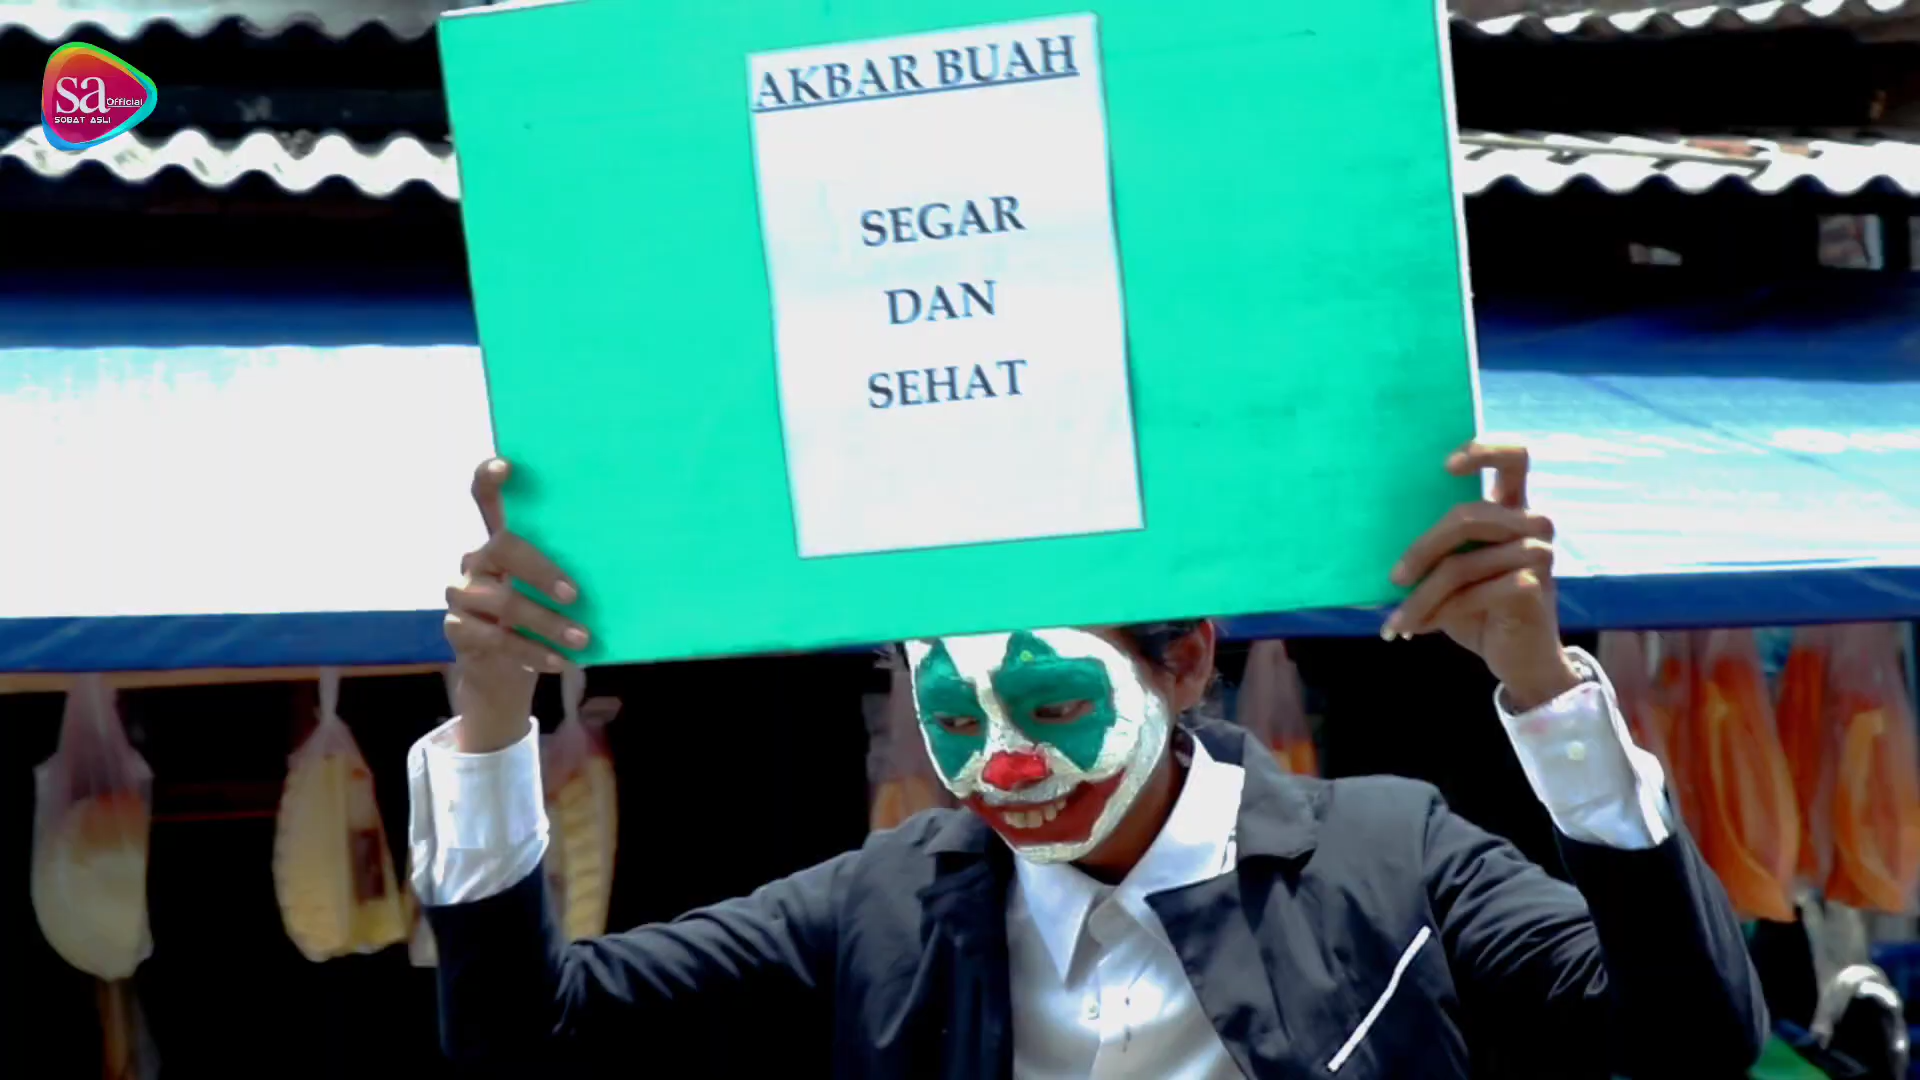 sa Official
SOBAT ASLI
AKBAR BUAH
SEGAR
DAN
SEHAT